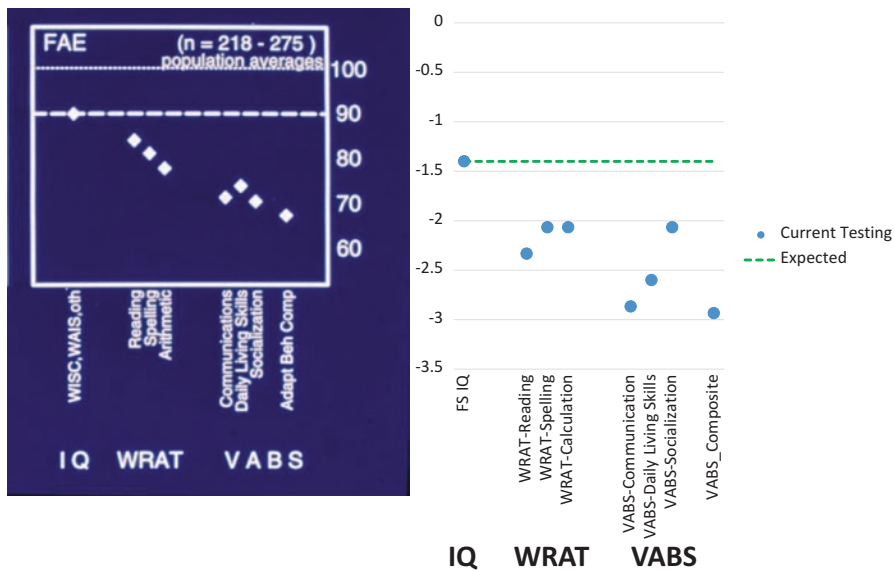 FAE (n = 218 - 275 )
population averages
100
90
80
70
60
WISC,WAIS,oth
Reading
Spelling
Arithmetic
Communications
Daily Living Skills
Socialization
Adapt Beh Comp
I Q WRAT V A B S
0
-0.5
-1
-1.5
-2
-2.5
-3
-3.5
Current Testing
Expected
FS IQ
WRAT-Reading
WRAT-Spelling
WRAT-Calculation
VABS-Communication
VABS-Daily Living Skills
VABS-Socialization
VABS_Composite
IQ WRAT VABS